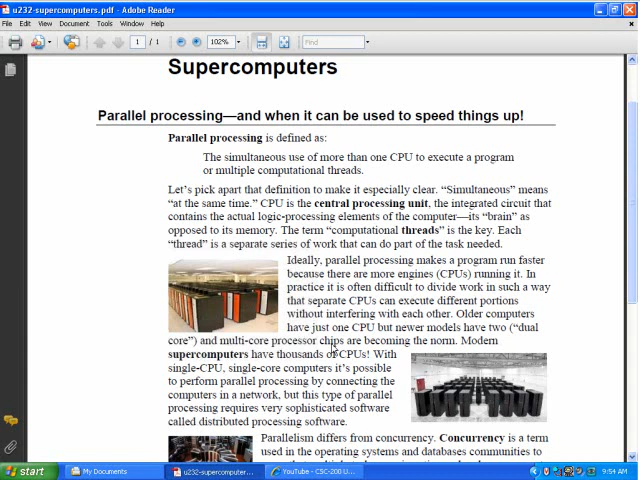 u232-supercomputers.pdf - Adobe Reader
File Edit View Document Tools Window Help
1 / 1 102% Find
Supercomputers
Parallel processing—and when it can be used to speed things up!
Parallel processing is defined as:
The simultaneous use of more than one CPU to execute a program
or multiple computational threads.
Let's pick apart that definition to make it especially clear. “Simultaneous” means
“at the same time.” CPU is the central processing unit, the integrated circuit that
contains the actual logic-processing elements of the computer—its “brain” as
opposed to its memory. The term “computational threads” is the key. Each
“thread” is a separate series of work that can do part of the task needed.
Ideally, parallel processing makes a program run faster
because there are more engines (CPUs) running it. In
practice it is often difficult to divide work in such a way
that separate CPUs can execute different portions
without interfering with each other. Older computers
have just one CPU but newer models have two (“dual
core”) and multi-core processor chips are becoming the norm. Modern
supercomputers have thousands of CPUs! With
single-CPU, single-core computers it's possible
to perform parallel processing by connecting the
computers in a network, but this type of parallel
processing requires very sophisticated software
called distributed processing software.
Parallelism differs from concurrency. Concurrency is a term
used in the operating systems and databases communities to
start My Documents u232-supercomputer... YouTube - CSC-200 U... 9:54 AM